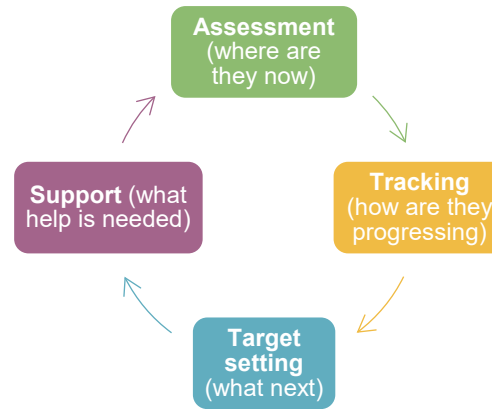 Assessment
(where are
they now)
Tracking
(how are they
progressing)
Target
setting
(what next)
Support (what
help is needed)